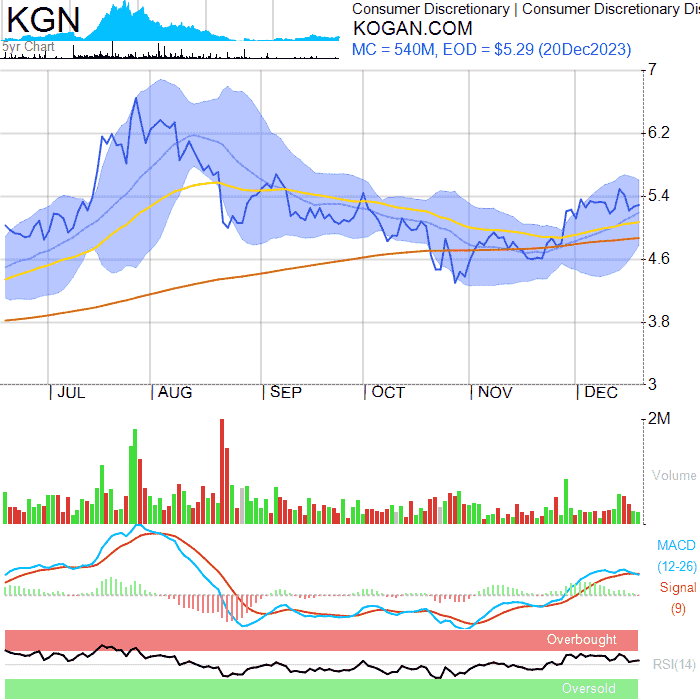 KGN
5yr Chart
Consumer Discretionary | Consumer Discretionary Dis
KOGAN.COM
MC = 540M, EOD = $5.29 (20Dec2023)
7
6.2
5.4
4.6
3.8
3
JUL AUG SEP OCT NOV DEC
2M
Volume
MACD
(12-26)
Signal
(9)
Overbought
RSI(14)
Oversold